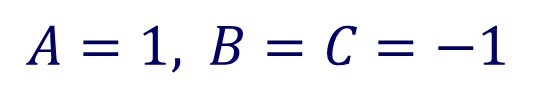 A = 1, B = C = −1